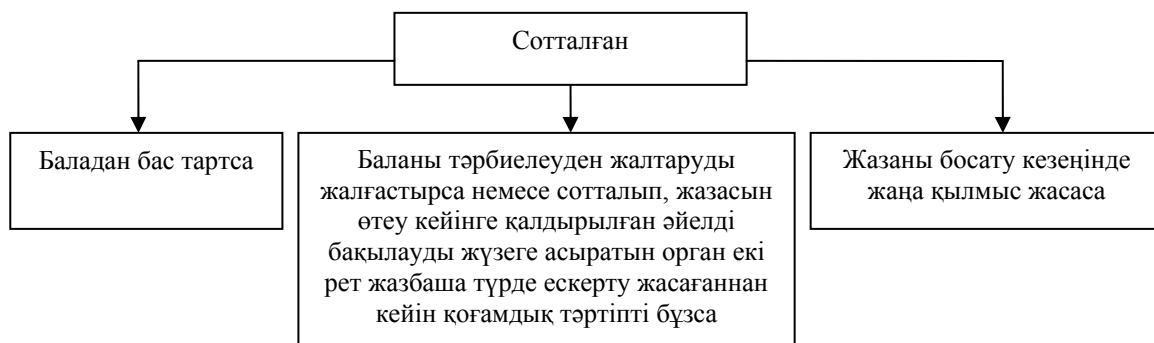 Сотталған
Баладан бас тартса
Баланы тәрбиелеуден жалтаруды
жалғастырса немесе сотталып, жазасын
өтеу кейінге қалдырылған әйелді
бақылауды жүзеге асыратын орган екі
рет жазбаша түрде ескерту жасағаннан
кейін қоғамдық тәртіпті бұзса
Жазаны босату кезеңінде
жаңа қылмыс жасаса